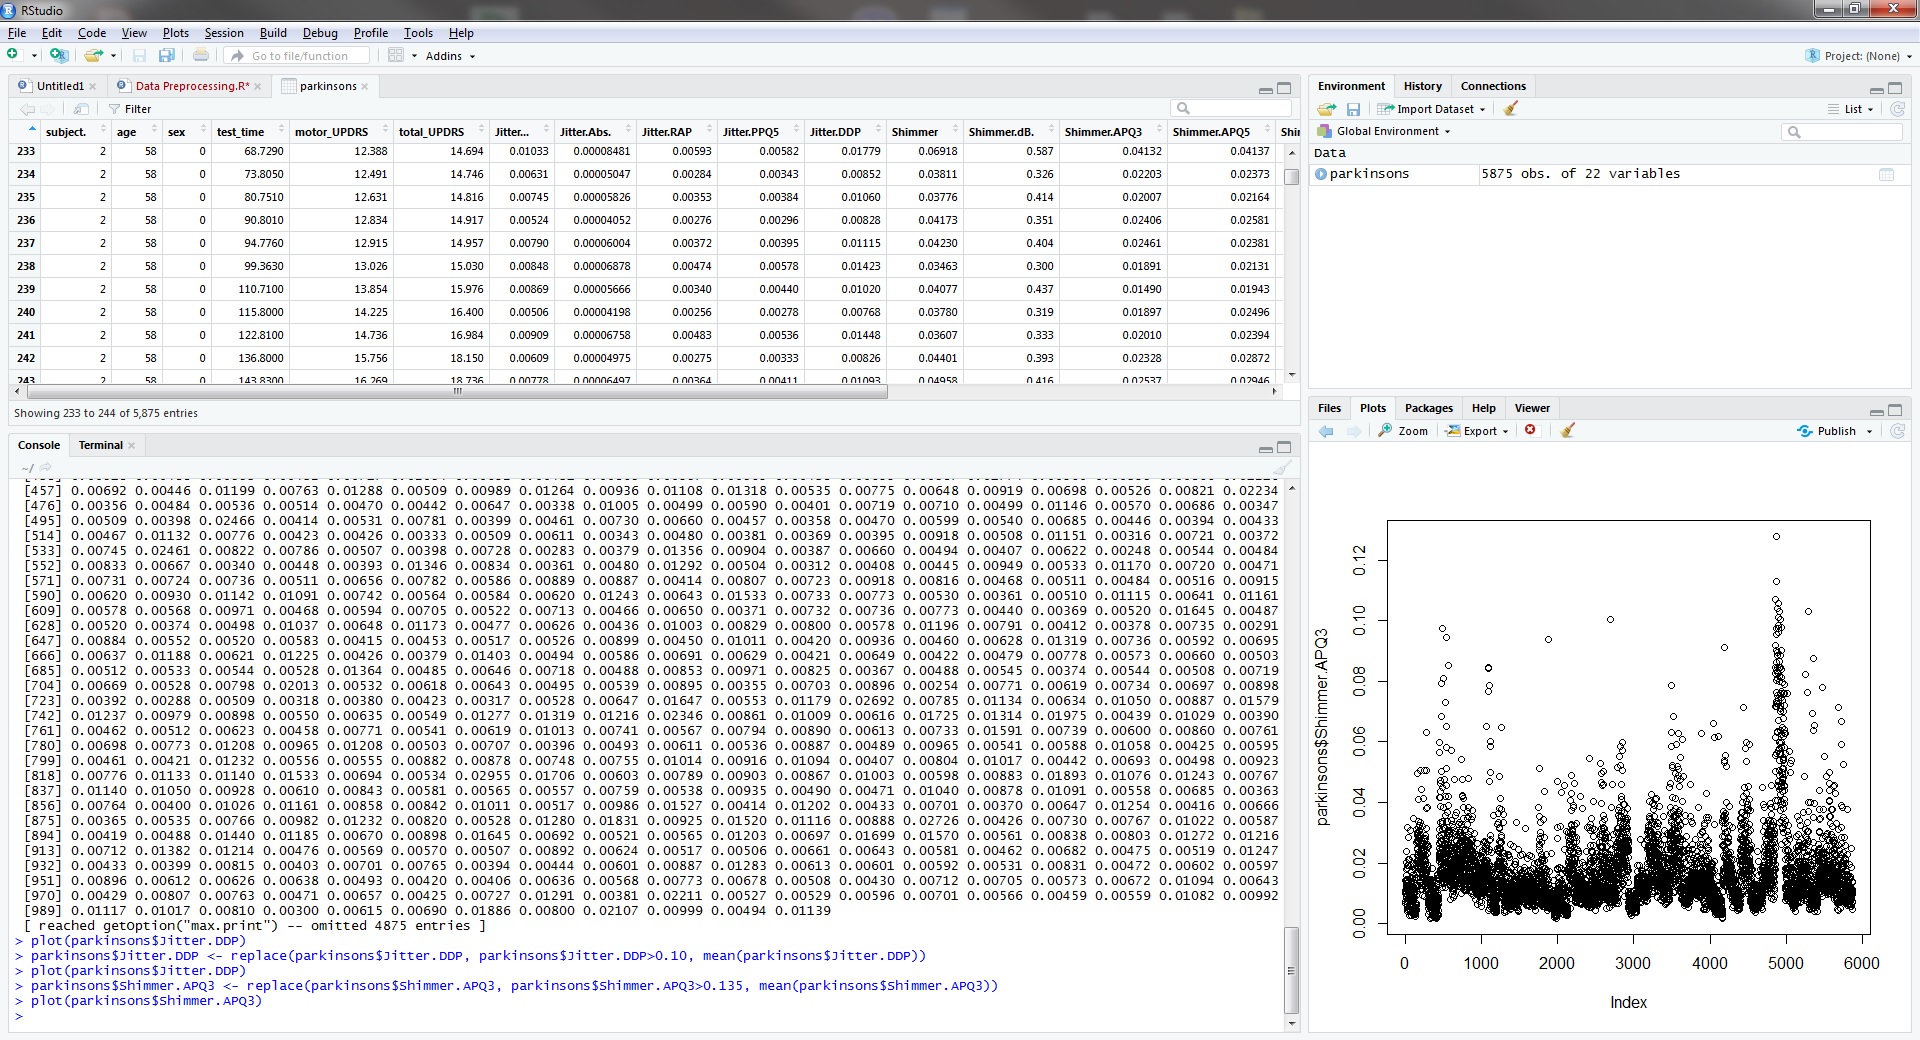 RStudio
File Edit Code View Plots Session Build Debug Profile Tools Help
Go to file/function Addins Project: (None)
Untitled1 Data Preprocessing.R* parkinsons
Filter
subject. age sex test_time motor_UPDRS total_UPDRS Jitter... Jitter.Abs. Jitter.RAP Jitter.PPQ5 Jitter.DDP Shimmer Shimmer.dB. Shimmer.APQ3 Shimmer.APQ5 Shir
233 2 58 0 68.7290 12.388 14.694 0.01033 0.00008481 0.00593 0.00582 0.01779 0.06918 0.587 0.04132 0.04137
234 2 58 0 73.8050 12.491 14.746 0.00631 0.00005047 0.00284 0.00343 0.00852 0.03811 0.326 0.02203 0.02373
235 2 58 0 80.7510 12.631 14.816 0.00745 0.00005826 0.00353 0.00384 0.01060 0.03776 0.414 0.02007 0.02164
236 2 58 0 90.8010 12.834 14.917 0.00524 0.00004052 0.00276 0.00296 0.00828 0.04173 0.351 0.02406 0.02581
237 2 58 0 94.7760 12.915 14.957 0.00790 0.00006004 0.00372 0.00395 0.01115 0.04230 0.404 0.02461 0.02381
238 2 58 0 99.3630 13.026 15.030 0.00848 0.00006878 0.00474 0.00578 0.01423 0.03463 0.300 0.01891 0.02131
239 2 58 0 110.7100 13.854 15.976 0.00869 0.00005666 0.00340 0.00440 0.01020 0.04077 0.437 0.01490 0.01943
240 2 58 0 115.8000 14.225 16.400 0.00506 0.00004198 0.00256 0.00278 0.00768 0.03780 0.319 0.01897 0.02496
241 2 58 0 122.8100 14.736 16.984 0.00909 0.00006758 0.00483 0.00536 0.01448 0.03607 0.333 0.02010 0.02394
242 2 58 0 136.8000 15.756 18.150 0.00609 0.00004975 0.00275 0.00333 0.00826 0.04401 0.393 0.02328 0.02872
243 2 58 0 143.8300 16.269 18.736 0.00778 0.00006497 0.00364 0.00411 0.01093 0.04958 0.416 0.02537 0.02946
Showing 233 to 244 of 5,875 entries
Console Terminal
~/
[457] 0.00692 0.00446 0.01199 0.00763 0.01288 0.00509 0.00989 0.01264 0.00936 0.01108 0.01318 0.00535 0.00775 0.00648 0.00919 0.00698 0.00526 0.00821 0.02234
[476] 0.00356 0.00484 0.00536 0.00514 0.00470 0.00442 0.00647 0.00338 0.01005 0.00499 0.00590 0.00401 0.00719 0.00710 0.00499 0.01146 0.00570 0.00686 0.00347
[495] 0.00509 0.00398 0.02466 0.00414 0.00531 0.00781 0.00399 0.00461 0.00730 0.00660 0.00457 0.00358 0.00470 0.00599 0.00540 0.00685 0.00446 0.00394 0.00433
[514] 0.00467 0.01132 0.00776 0.00423 0.00426 0.00333 0.00509 0.00611 0.00343 0.00480 0.00381 0.00369 0.00395 0.00918 0.00508 0.01151 0.00316 0.00721 0.00372
[533] 0.00745 0.02461 0.00822 0.00786 0.00507 0.00398 0.00728 0.00283 0.00379 0.01356 0.00904 0.00387 0.00660 0.00494 0.00407 0.00622 0.00248 0.00544 0.00484
[552] 0.00833 0.00667 0.00340 0.00448 0.00393 0.01346 0.00834 0.00361 0.00480 0.01292 0.00504 0.00312 0.00408 0.00445 0.00949 0.00533 0.01170 0.00720 0.00471
[571] 0.00731 0.00724 0.00736 0.00511 0.00656 0.00782 0.00586 0.00889 0.00887 0.00414 0.00807 0.00723 0.00918 0.00816 0.00468 0.00511 0.00484 0.00516 0.00915
[590] 0.00620 0.00930 0.01142 0.01091 0.00742 0.00564 0.00584 0.00620 0.01243 0.00643 0.01533 0.00733 0.00773 0.00530 0.00361 0.00510 0.01115 0.00641 0.01161
[609] 0.00578 0.00568 0.00971 0.00468 0.00594 0.00705 0.00522 0.00713 0.00466 0.00650 0.00371 0.00732 0.00736 0.00773 0.00440 0.00369 0.00520 0.01645 0.00487
[628] 0.00520 0.00374 0.00498 0.01037 0.00648 0.01173 0.00477 0.00626 0.00436 0.01003 0.00829 0.00800 0.00578 0.01196 0.00791 0.00412 0.00378 0.00735 0.00291
[647] 0.00884 0.00552 0.00520 0.00583 0.00415 0.00453 0.00517 0.00526 0.00899 0.00450 0.01011 0.00420 0.00936 0.00460 0.00628 0.01319 0.00736 0.00592 0.00695
[666] 0.00637 0.01188 0.00621 0.01225 0.00426 0.00379 0.01403 0.00494 0.00586 0.00691 0.00629 0.00421 0.00649 0.00422 0.00479 0.00778 0.00573 0.00660 0.00503
[685] 0.00512 0.00533 0.00544 0.00528 0.01364 0.00485 0.00646 0.00718 0.00488 0.00853 0.00971 0.00825 0.00367 0.00488 0.00545 0.00374 0.00544 0.00508 0.00719
[704] 0.00669 0.00528 0.00798 0.02013 0.00532 0.00618 0.00643 0.00495 0.00539 0.00895 0.00355 0.00703 0.00896 0.00254 0.00771 0.00619 0.00734 0.00697 0.00898
[723] 0.00392 0.00288 0.00509 0.00318 0.00380 0.00423 0.00317 0.00528 0.00647 0.01647 0.00553 0.01179 0.02692 0.00785 0.01134 0.00634 0.01050 0.00887 0.01579
[742] 0.01237 0.00979 0.00898 0.00550 0.00635 0.00549 0.01277 0.01319 0.01216 0.02346 0.00861 0.01009 0.00616 0.01725 0.01314 0.01975 0.00439 0.01029 0.00390
[761] 0.00462 0.00512 0.00623 0.00458 0.00771 0.00541 0.00619 0.01013 0.00741 0.00567 0.00794 0.00890 0.00613 0.00733 0.01591 0.00739 0.00600 0.00860 0.00761
[780] 0.00698 0.00773 0.01208 0.00965 0.01208 0.00503 0.00707 0.00396 0.00493 0.00611 0.00536 0.00887 0.00489 0.00965 0.00541 0.00588 0.01058 0.00425 0.00595
[799] 0.00461 0.00421 0.01232 0.00556 0.00555 0.00882 0.00878 0.00748 0.00755 0.01014 0.00916 0.01094 0.00407 0.00804 0.01017 0.00442 0.00693 0.00498 0.00923
[818] 0.00776 0.01133 0.01140 0.01533 0.00694 0.00534 0.02955 0.01706 0.00603 0.00789 0.00903 0.00867 0.01003 0.00598 0.00883 0.01893 0.01076 0.01243 0.00767
[837] 0.01140 0.01050 0.00928 0.00610 0.00843 0.00581 0.00565 0.00557 0.00759 0.00538 0.00935 0.00490 0.00471 0.01040 0.00878 0.01091 0.00558 0.00685 0.00363
[856] 0.00764 0.00400 0.01026 0.01161 0.00858 0.00842 0.01011 0.00517 0.00986 0.01527 0.00414 0.01202 0.00433 0.00701 0.00370 0.00647 0.01254 0.00416 0.00666
[875] 0.00365 0.00535 0.00766 0.00982 0.01232 0.00820 0.00528 0.01280 0.01831 0.00925 0.01520 0.01116 0.00888 0.02726 0.00426 0.00730 0.00767 0.01022 0.00587
[894] 0.00419 0.00488 0.01440 0.01185 0.00670 0.00898 0.01645 0.00692 0.00521 0.00565 0.01203 0.00697 0.01699 0.01570 0.00561 0.00838 0.00803 0.01272 0.01216
[913] 0.00712 0.01382 0.01214 0.00476 0.00569 0.00570 0.00507 0.00892 0.00624 0.00517 0.00506 0.00661 0.00643 0.00581 0.00462 0.00682 0.00475 0.00519 0.01247
[932] 0.00433 0.00399 0.00815 0.00403 0.00701 0.00765 0.00394 0.00444 0.00601 0.00887 0.01283 0.00613 0.00601 0.00592 0.00531 0.00831 0.00472 0.00602 0.00597
[951] 0.00896 0.00612 0.00626 0.00638 0.00493 0.00420 0.00406 0.00636 0.00568 0.00773 0.00678 0.00508 0.00430 0.00712 0.00705 0.00573 0.00672 0.01094 0.00643
[970] 0.00429 0.00807 0.00763 0.00471 0.00657 0.00425 0.00727 0.01291 0.00381 0.02211 0.00527 0.00529 0.00596 0.00701 0.00566 0.00459 0.00559 0.01082 0.00992
[989] 0.01117 0.01017 0.00810 0.00300 0.00615 0.00690 0.01886 0.00800 0.02107 0.00999 0.00494 0.01139
[ reached getOption("max.print") -- omitted 4875 entries ]
> plot(parkinsons$Jitter.DDP)
> parkinsons$Jitter.DDP <- replace(parkinsons$Jitter.DDP, parkinsons$Jitter.DDP>0.10, mean(parkinsons$Jitter.DDP))
> plot(parkinsons$Jitter.DDP)
> parkinsons$Shimmer.APQ3 <- replace(parkinsons$Shimmer.APQ3, parkinsons$Shimmer.APQ3>0.135, mean(parkinsons$Shimmer.APQ3))
> plot(parkinsons$Shimmer.APQ3)
>
Environment History Connections
Import Dataset List
Global Environment
Data
parkinsons 5875 obs. of 22 variables
Files Plots Packages Help Viewer
Zoom Export Publish
parkinsons$Shimmer.APQ3
0.12
0.10
0.08
0.06
0.04
0.02
0.00
0 1000 2000 3000 4000 5000 6000
Index